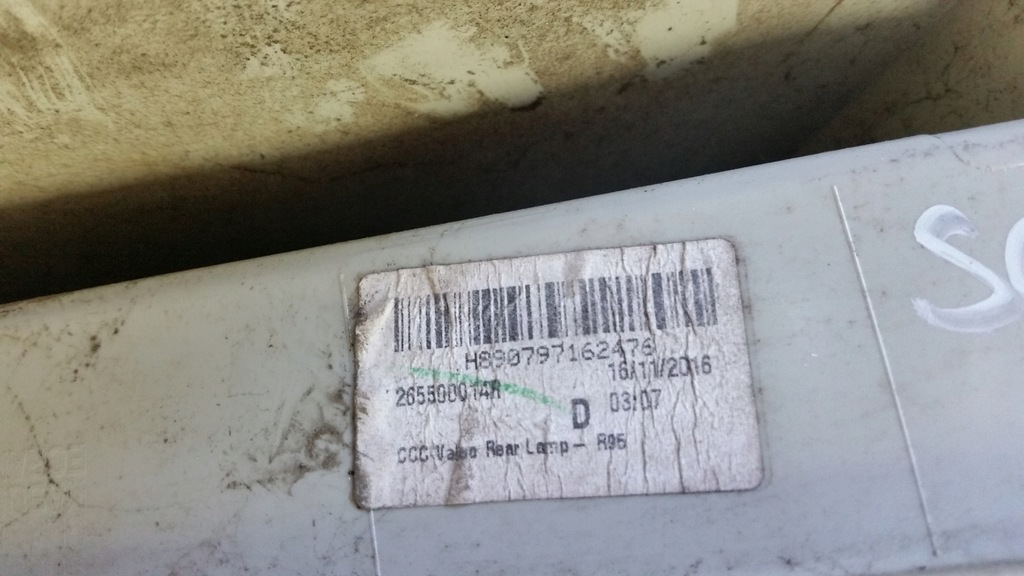 H890797162476
16/11/2016
265500014R
D 03:07
CCC Valeo Rear Lamp - R95